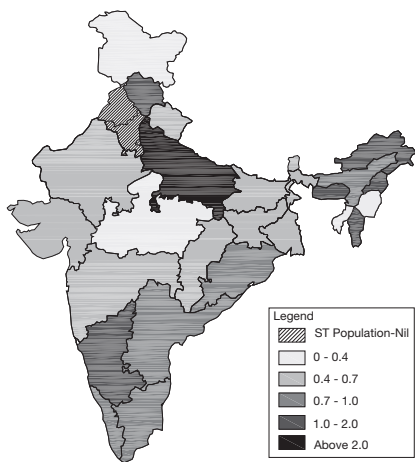 Legend
ST Population-Nil
0 - 0.4
0.4 - 0.7
0.7 - 1.0
1.0 - 2.0
Above 2.0